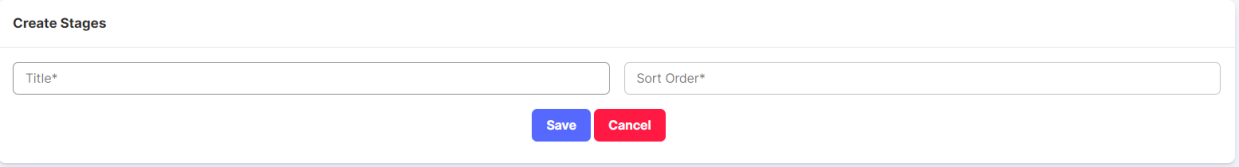 Create Stages
Title* Sort Order*
Save Cancel